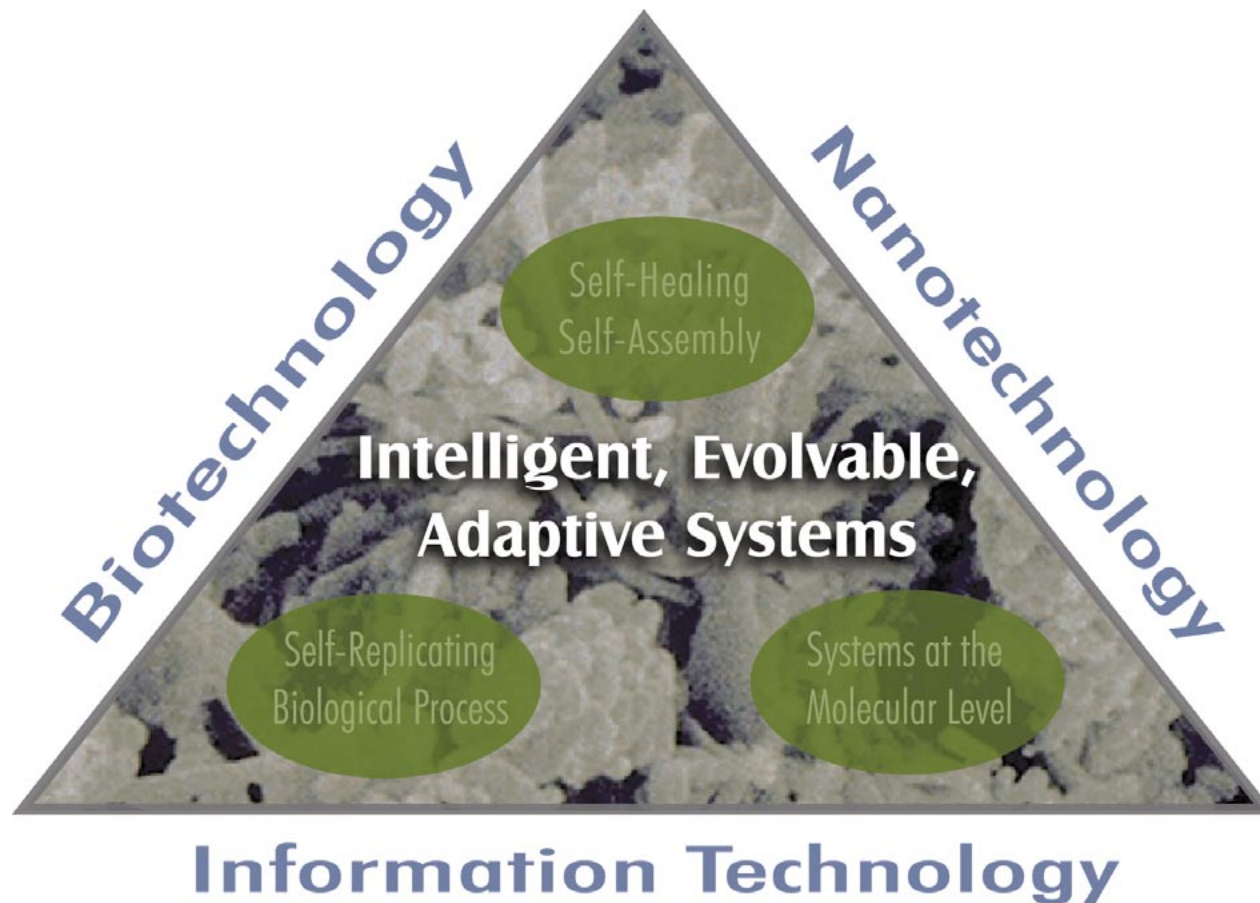 Biotechnology
Nanotechnology
Self-Healing
Self-Assembly
Intelligent, Evolvable,
Adaptive Systems
Self-Replicating
Biological Process
Systems at the
Molecular Level
Information Technology